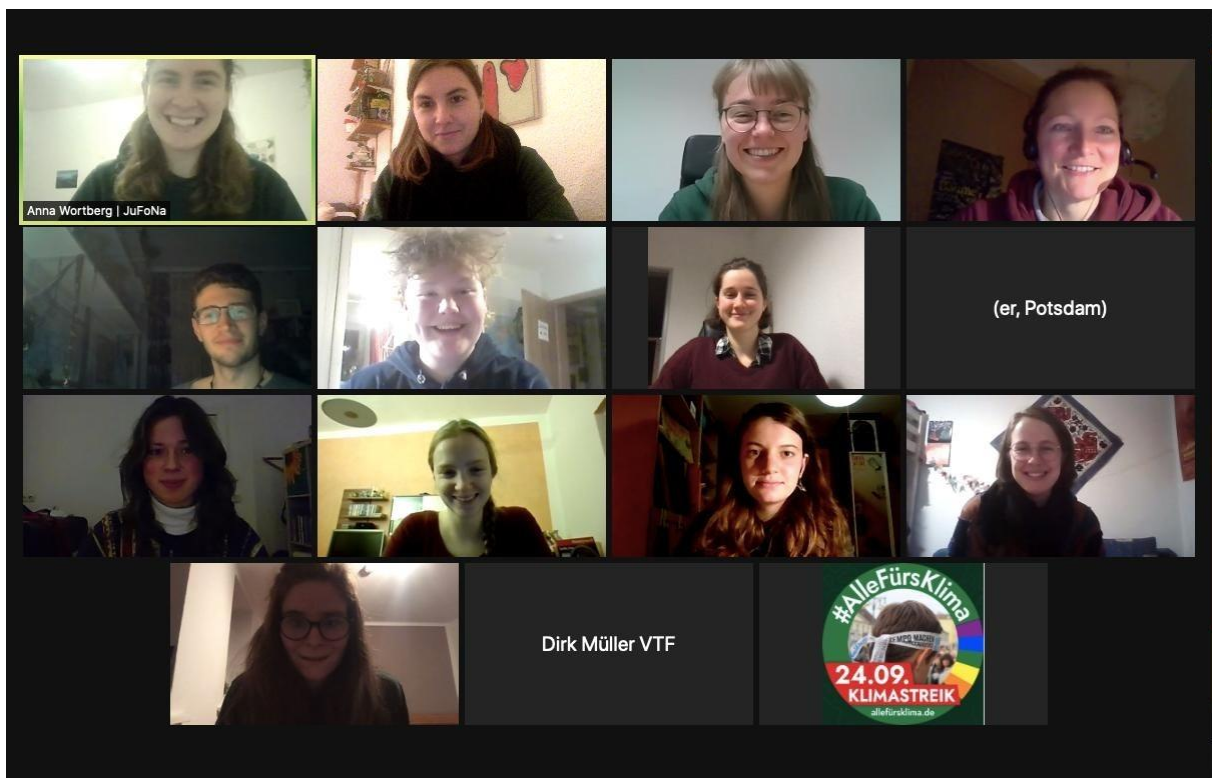 Anna Wortberg | JuFoNa
(er, Potsdam)
Dirk Müller VTF
#AlleFürsKlima
24.09.
KLIMASTREIK
allefürsklima.de